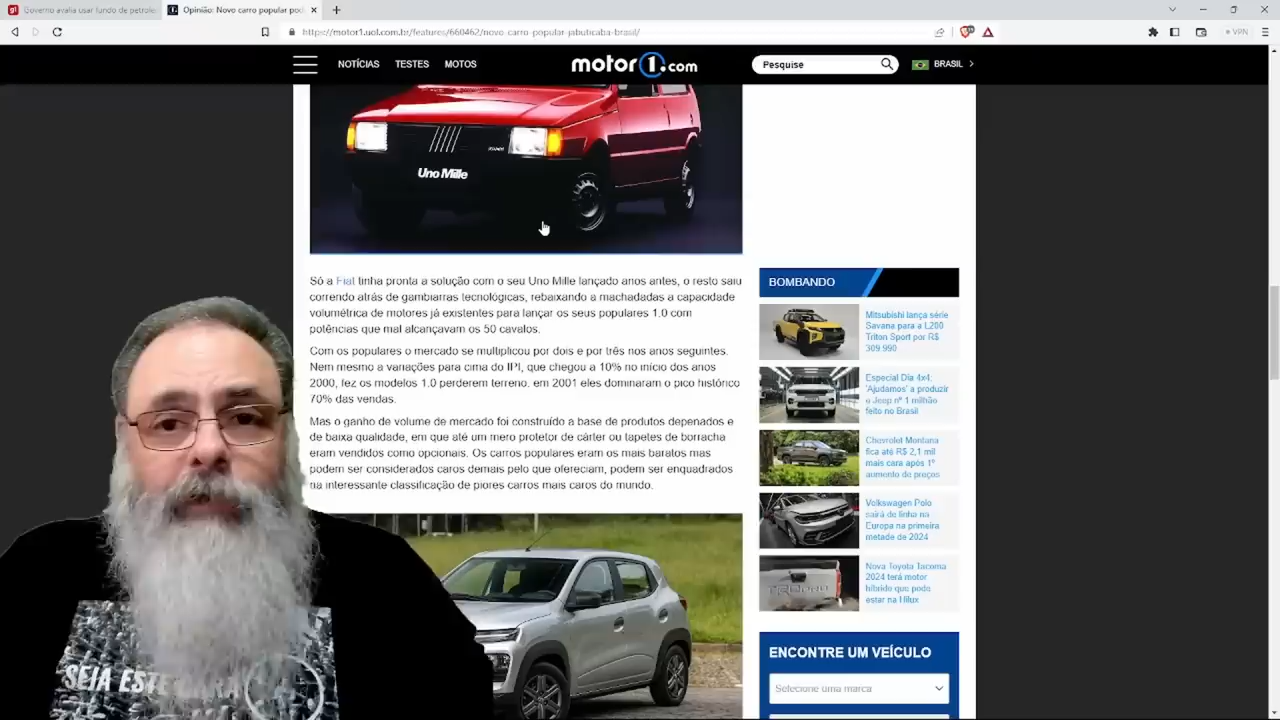 Governo avalia usar fundo de petróleo
Opinião: Novo carro popular pod
https://motor1.uol.com.br/features/660462/novo-carro-popular-jabuticaba-brasil/
VPN
NOTÍCIAS TESTES MOTOS
motor1.com
Pesquise
BRASIL
Uno Mille
Só a Fiat tinha pronta a solução com o seu Uno Mille lançado anos antes, o resto saiu
correndo atrás de gambiarras tecnológicas, rebaixando a machadadas a capacidade
volumétrica de motores já existentes para lançar os seus populares 1.0 com
potências que mal alcançavam os 50 cavalos.
Com os populares o mercado se multiplicou por dois e por três nos anos seguintes.
Nem mesmo a variações para cima do IPI, que chegou a 10% no início dos anos
2000, fez os modelos 1.0 perderem terreno. em 2001 eles dominaram o pico histórico
70% das vendas.
Mas o ganho de volume de mercado foi construído a base de produtos depenados e
de baixa qualidade, em que até um mero protetor de cárter ou tapetes de borracha
eram vendidos como opcionais. Os carros populares eram os mais baratos mas
podem ser considerados caros demais pelo que ofereciam, podem ser enquadrados
na interessante classificação de piores carros mais caros do mundo.
BOMBANDO
Mitsubishi lança série
Savana para a L200
Triton Sport por R$
309.990
Especial Dia 4x4:
'Ajudamos' a produzir
o Jeep nº 1 milhão
feito no Brasil
Chevrolet Montana
fica até R$ 2,1 mil
mais cara após 1º
aumento de preços
Volkswagen Polo
sairá de linha na
Europa na primeira
metade de 2024
Nova Toyota Tacoma
2024 terá motor
híbrido que pode
estar na Hilux
ENCONTRE UM VEÍCULO
Selecione uma marca
SEJA